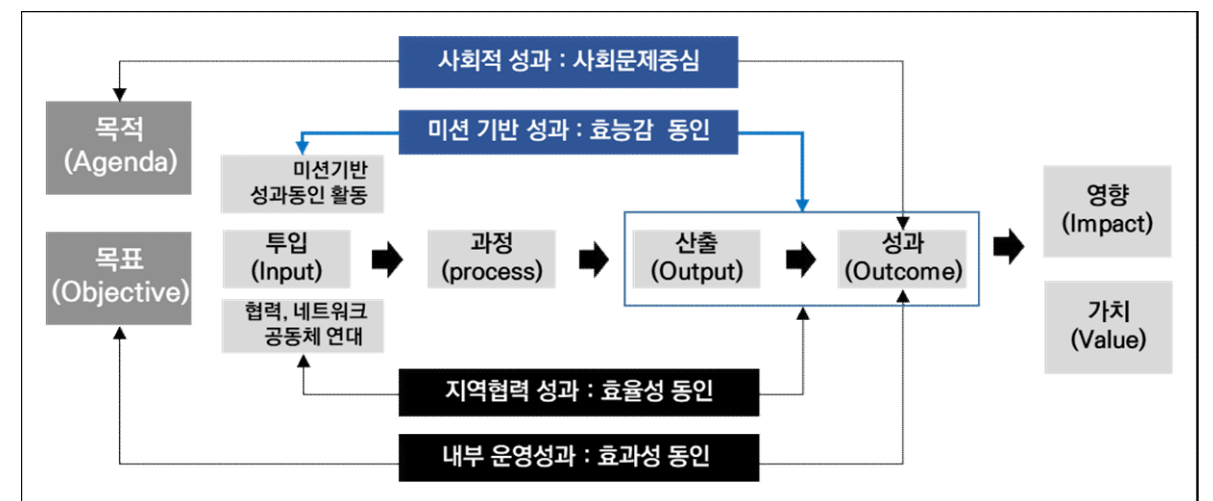 사회적 성과 : 사회문제중심
목적
(Agenda)
미션 기반 성과 : 효능감 동인
미션기반
성과동인 활동
목표
(Objective)
투입
(Input)
과정
(process)
산출
(Output)
성과
(Outcome)
영향
(Impact)
가치
(Value)
협력, 네트워크
공동체 연대
지역협력 성과 : 효율성 동인
내부 운영성과 : 효과성 동인